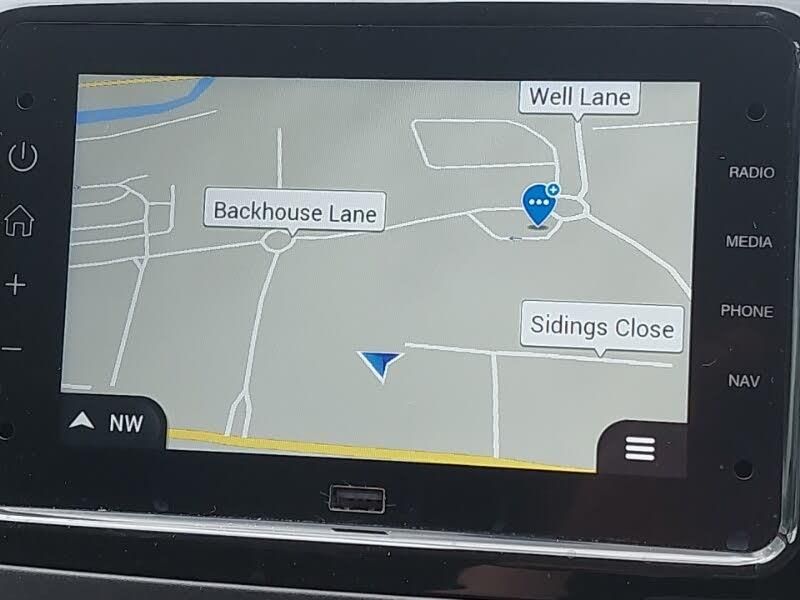 Well Lane
RADIO
Backhouse Lane
MEDIA
PHONE
Sidings Close
NAV
NW